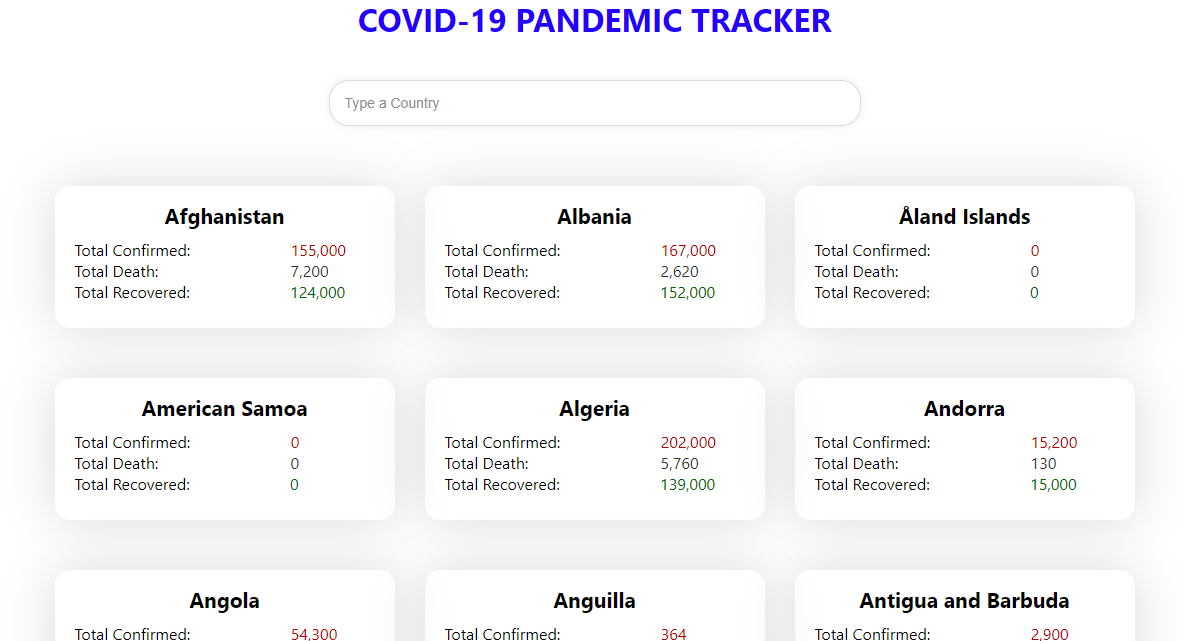 COVID-19 PANDEMIC TRACKER
Type a Country
Afghanistan
Total Confirmed: 155,000
Total Death: 7,200
Total Recovered: 124,000
Albania
Total Confirmed: 167,000
Total Death: 2,620
Total Recovered: 152,000
Åland Islands
Total Confirmed: 0
Total Death: 0
Total Recovered: 0
American Samoa
Total Confirmed: 0
Total Death: 0
Total Recovered: 0
Algeria
Total Confirmed: 202,000
Total Death: 5,760
Total Recovered: 139,000
Andorra
Total Confirmed: 15,200
Total Death: 130
Total Recovered: 15,000
Angola
Total Confirmed: 54,300
Anguilla
Total Confirmed: 364
Antigua and Barbuda
Total Confirmed: 2,900